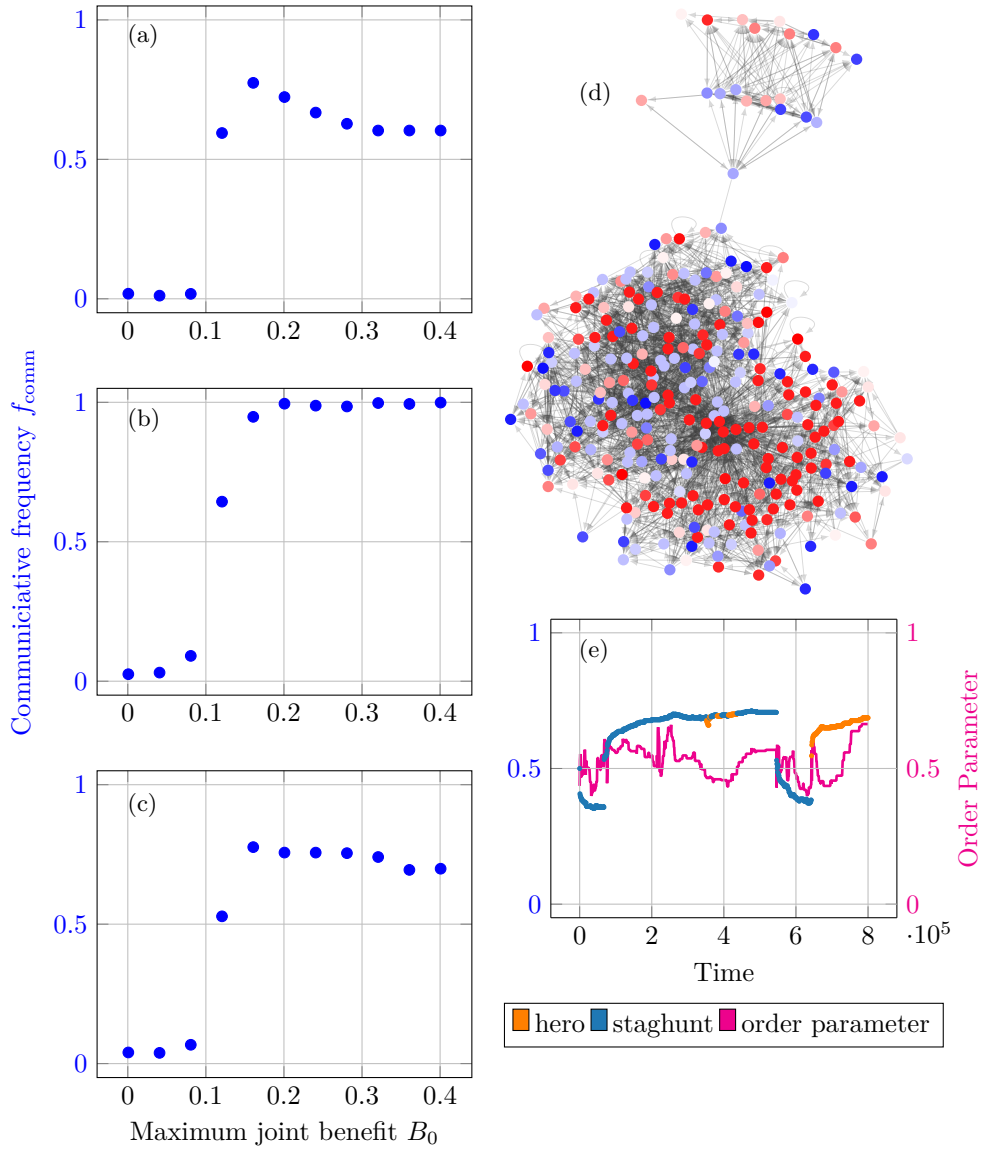 Communiciative frequency f_comm
(a)
1
0.5
0
0 0.1 0.2 0.3 0.4
(b)
1
0.5
0
0 0.1 0.2 0.3 0.4
(c)
1
0.5
0
0 0.1 0.2 0.3 0.4
Maximum joint benefit B_0
(d)
(e)
1 1
0.5 0.5
0 0
0 2 4 6 8 ·10^5
Time
Order Parameter
hero staghunt order parameter